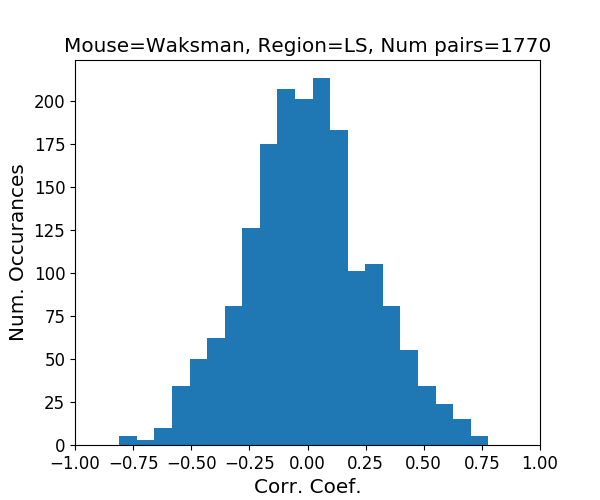 Mouse=Waksman, Region=LS, Num pairs=1770
Num. Occurances
200
175
150
125
100
75
50
25
0
−1.00 −0.75 −0.50 −0.25 0.00 0.25 0.50 0.75 1.00
Corr. Coef.